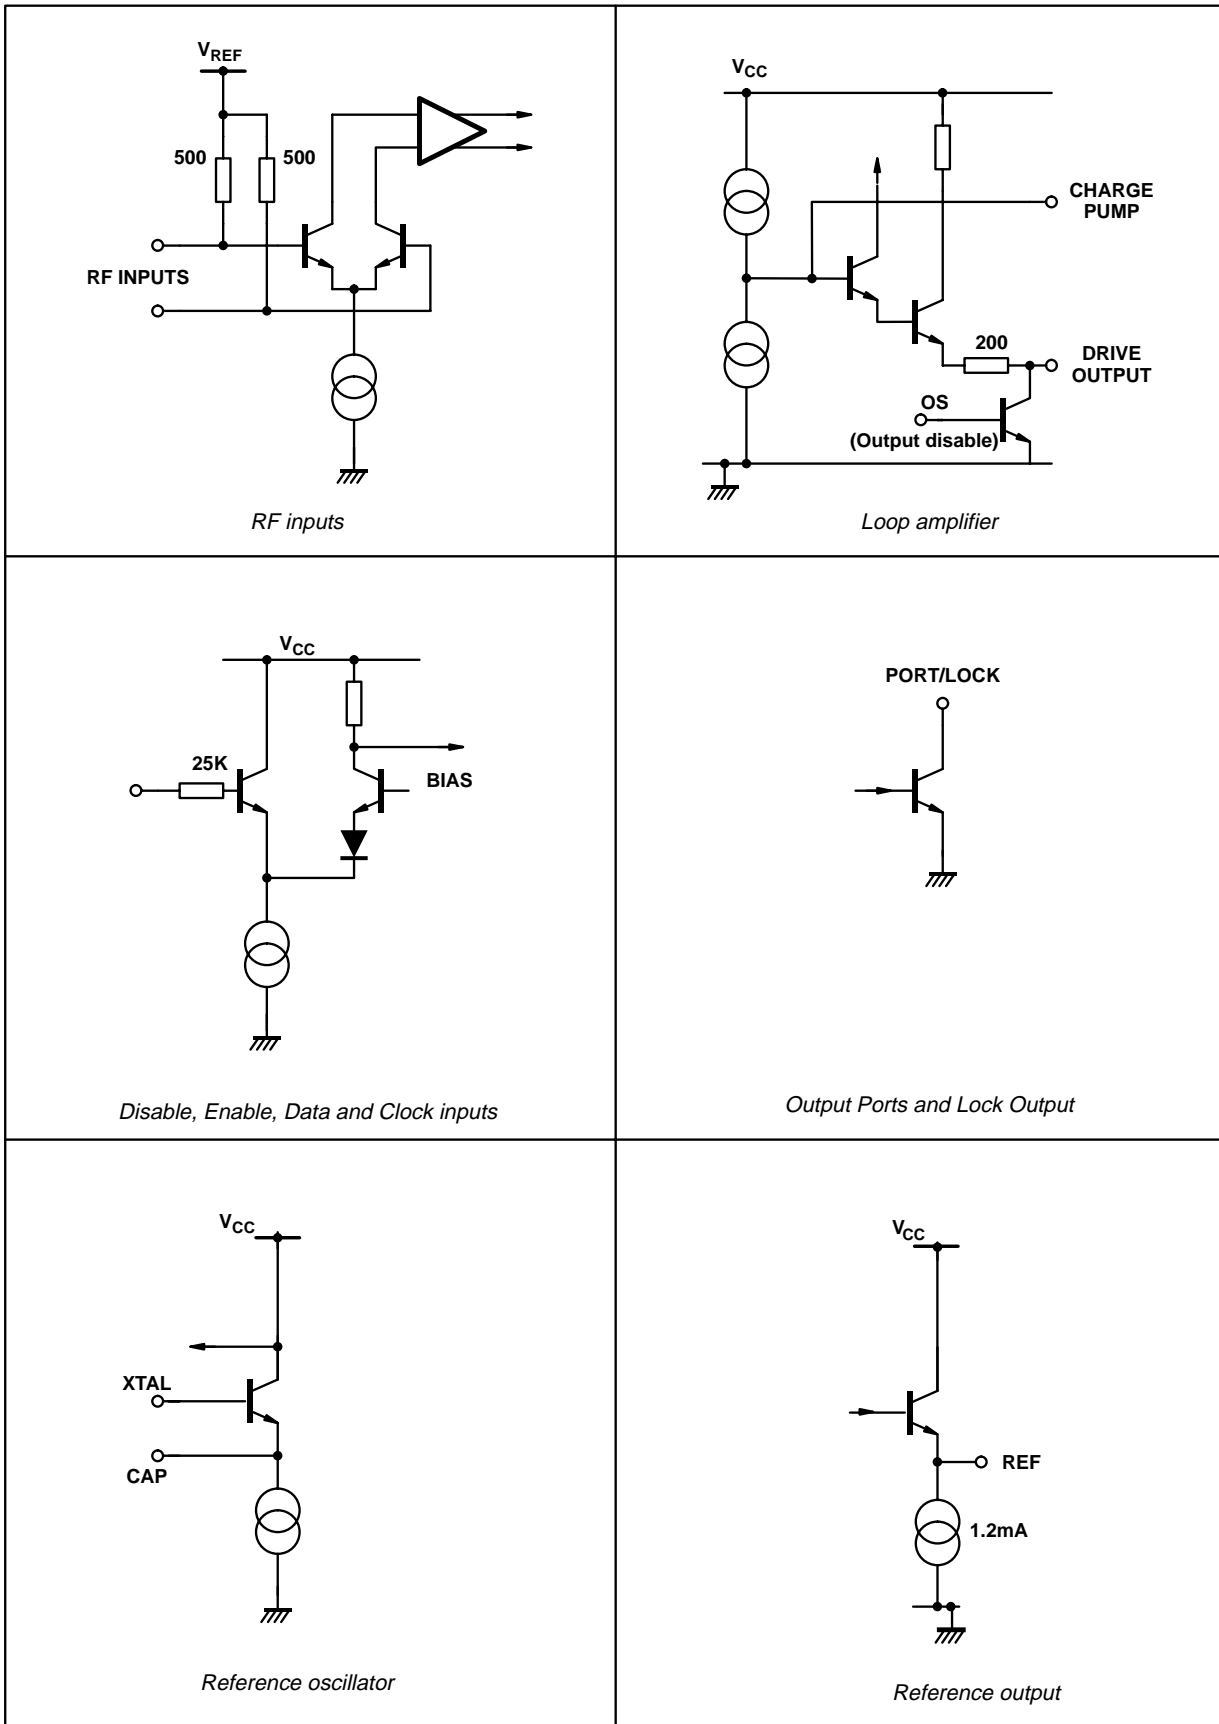 VREF
500 500
RF INPUTS
RF inputs
VCC
CHARGE
PUMP
200
DRIVE
OUTPUT
OS
(Output disable)
Loop amplifier
VCC
25K
BIAS
Disable, Enable, Data and Clock inputs
PORT/LOCK
Output Ports and Lock Output
VCC
XTAL
CAP
Reference oscillator
VCC
REF
1.2mA
Reference output